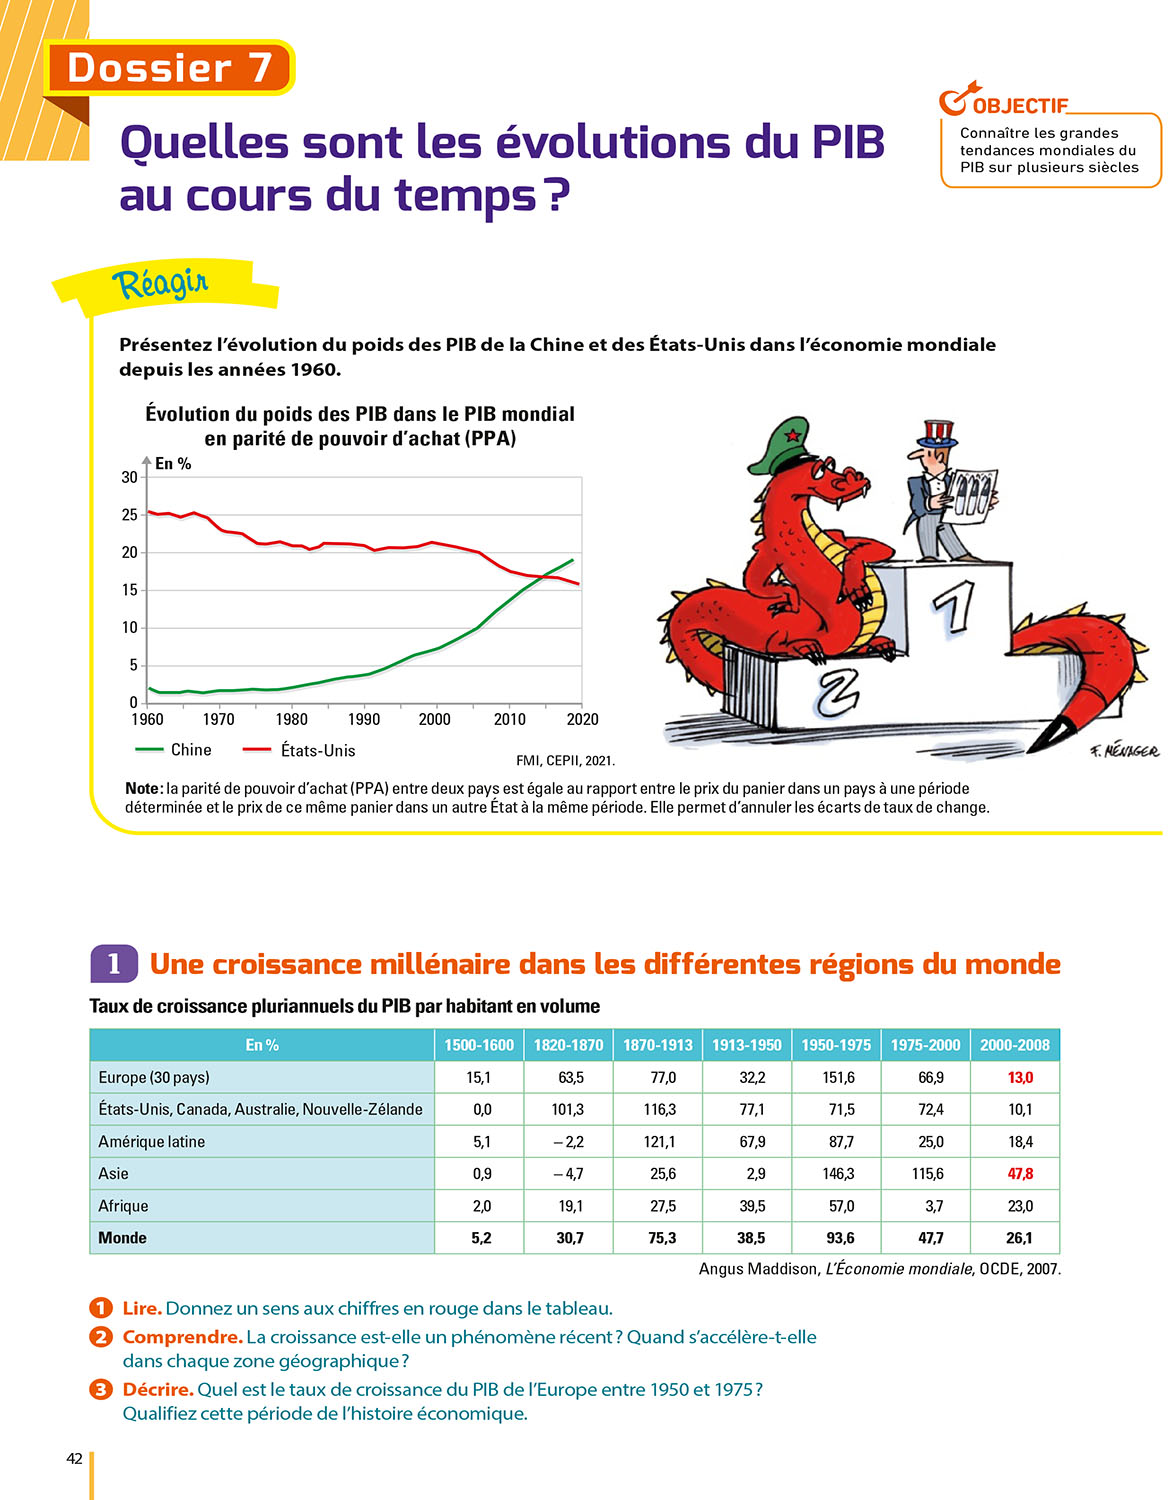 Dossier 7
OBJECTIF
Connaître les grandes
tendances mondiales du
PIB sur plusieurs siècles
Quelles sont les évolutions du PIB
au cours du temps ?
Réagir
Présentez l'évolution du poids des PIB de la Chine et des États-Unis dans l'économie mondiale
depuis les années 1960.
Évolution du poids des PIB dans le PIB mondial
en parité de pouvoir d'achat (PPA)
En %
30
25
20
15
10
5
0
1960 1970 1980 1990 2000 2010 2020
Chine États-Unis
FMI, CEPII, 2021.
1
2
F. MÉNAGER
Note : la parité de pouvoir d'achat (PPA) entre deux pays est égale au rapport entre le prix du panier dans un pays à une période
déterminée et le prix de ce même panier dans un autre État à la même période. Elle permet d'annuler les écarts de taux de change.
1 Une croissance millénaire dans les différentes régions du monde
Taux de croissance pluriannuels du PIB par habitant en volume
En % 1500-1600 1820-1870 1870-1913 1913-1950 1950-1975 1975-2000 2000-2008
Europe (30 pays) 15,1 63,5 77,0 32,2 151,6 66,9 13,0
États-Unis, Canada, Australie, Nouvelle-Zélande 0,0 101,3 116,3 77,1 71,5 72,4 10,1
Amérique latine 5,1 – 2,2 121,1 67,9 87,7 25,0 18,4
Asie 0,9 – 4,7 25,6 2,9 146,3 115,6 47,8
Afrique 2,0 19,1 27,5 39,5 57,0 3,7 23,0
Monde 5,2 30,7 75,3 38,5 93,6 47,7 26,1
Angus Maddison, L'Économie mondiale, OCDE, 2007.
1 Lire. Donnez un sens aux chiffres en rouge dans le tableau.
2 Comprendre. La croissance est-elle un phénomène récent ? Quand s'accélère-t-elle
dans chaque zone géographique ?
3 Décrire. Quel est le taux de croissance du PIB de l'Europe entre 1950 et 1975 ?
Qualifiez cette période de l'histoire économique.
42